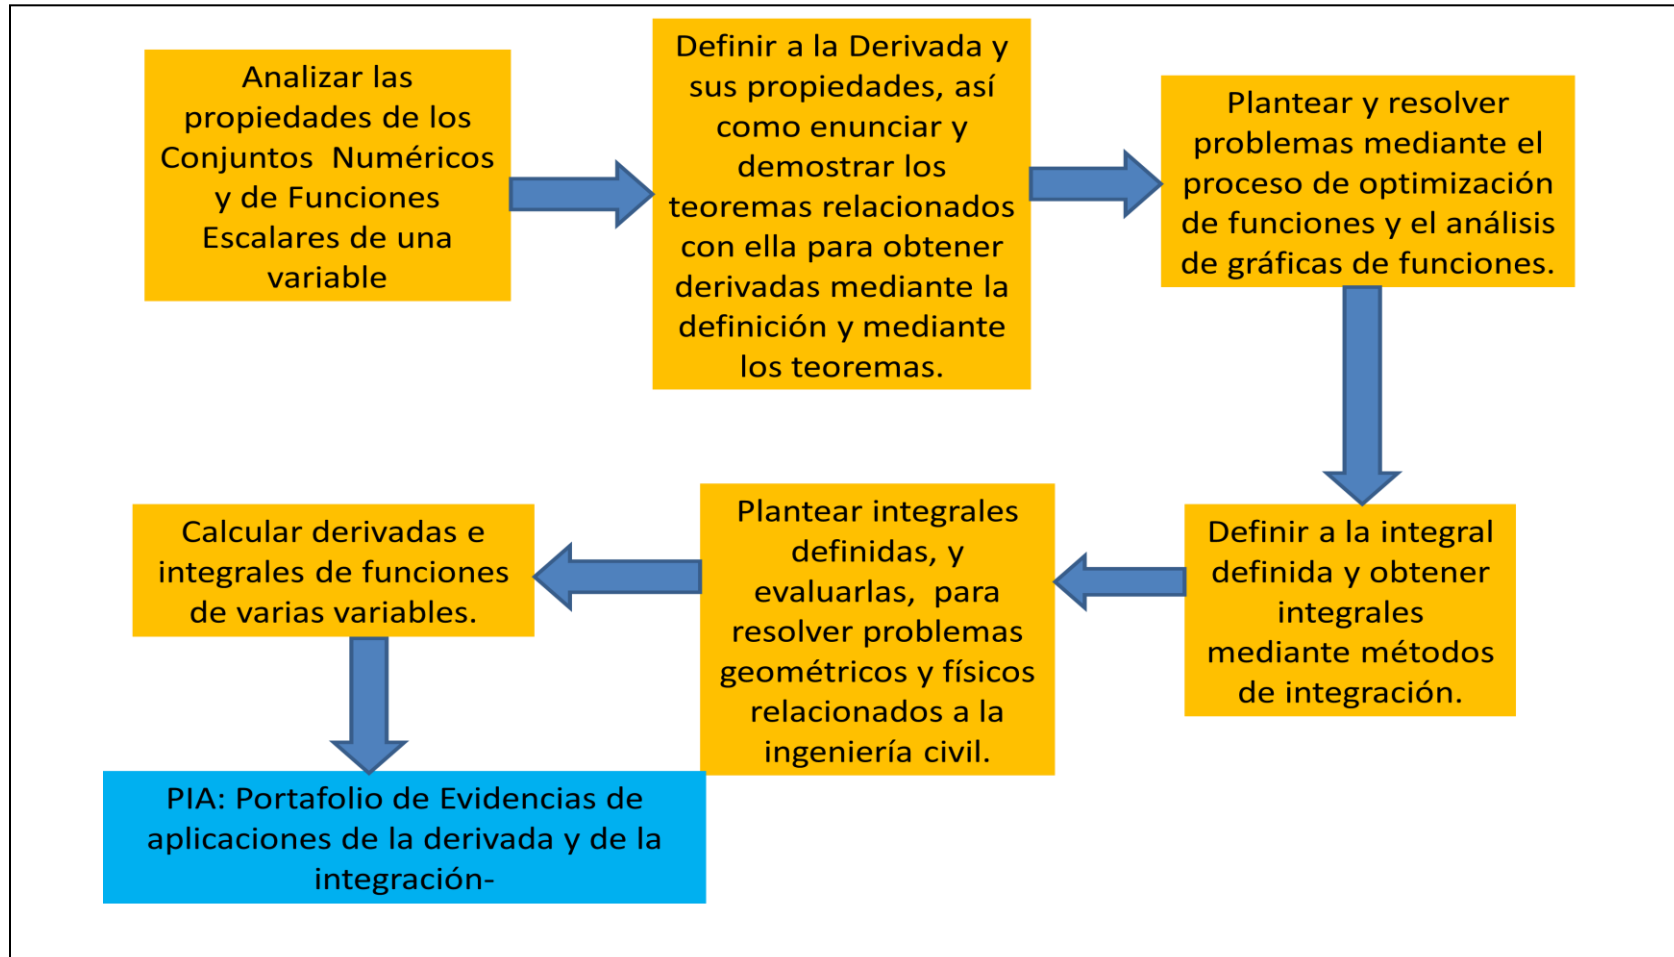 Analizar las
propiedades de los
Conjuntos Numéricos
y de Funciones
Escalares de una
variable
Definir a la Derivada y
sus propiedades, así
como enunciar y
demostrar los
teoremas relacionados
con ella para obtener
derivadas mediante la
definición y mediante
los teoremas.
Plantear y resolver
problemas mediante el
proceso de optimización
de funciones y el análisis
de gráficas de funciones.
Definir a la integral
definida y obtener
integrales
mediante métodos
de integración.
Plantear integrales
definidas, y
evaluarlas, para
resolver problemas
geométricos y físicos
relacionados a la
ingeniería civil.
Calcular derivadas e
integrales de funciones
de varias variables.
PIA: Portafolio de Evidencias de
aplicaciones de la derivada y de la
integración-